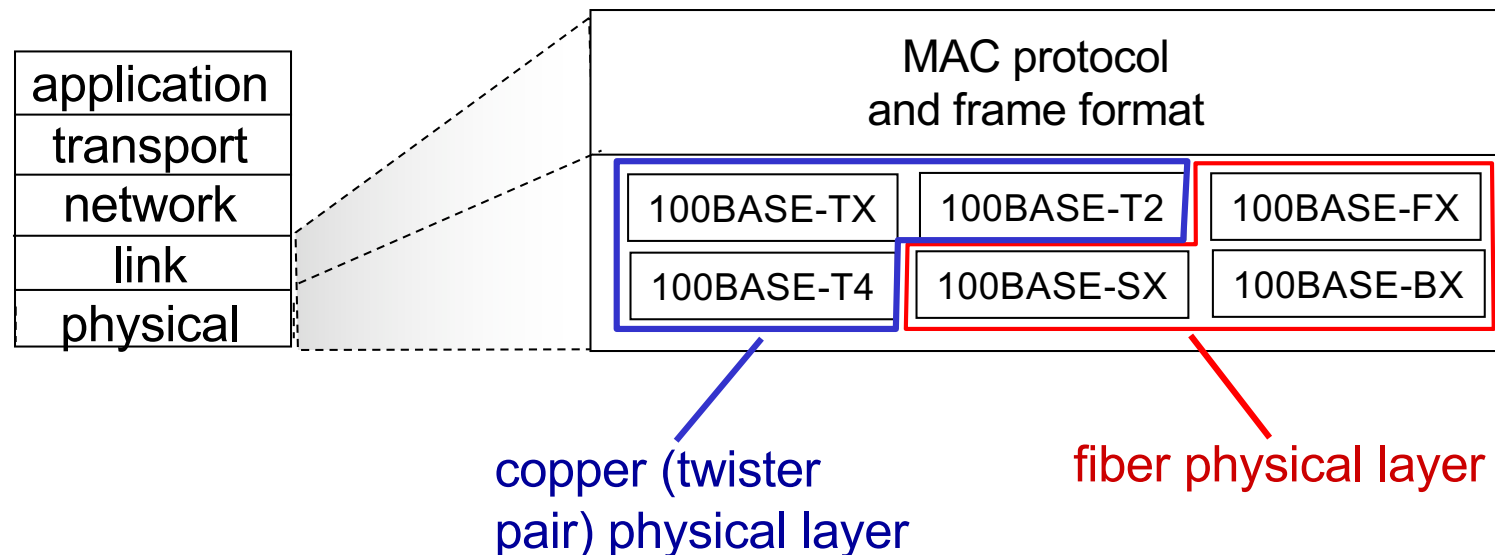 application
transport
network
link
physical
MAC protocol
and frame format
100BASE-TX
100BASE-T2
100BASE-FX
100BASE-T4
100BASE-SX
100BASE-BX
copper (twister
pair) physical layer
fiber physical layer